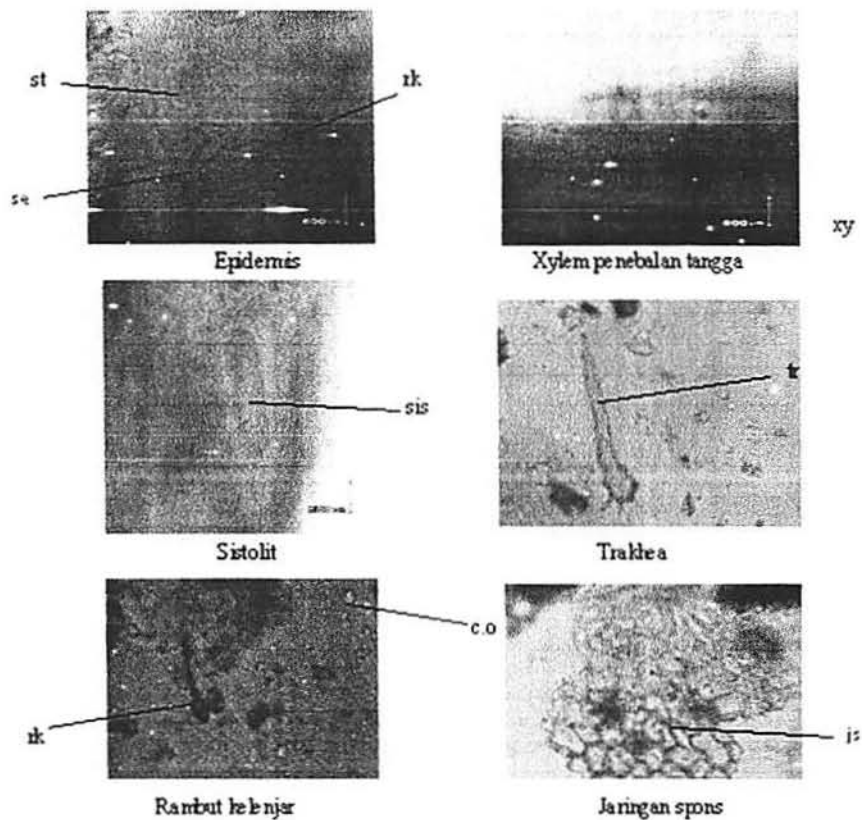 st
rk
se
xy
Epidermis
Xylem penebalan tangga
sis
tr
Sistolit
Trakhea
c.o
rk
js
Rambut kelenjar
Jaringan spons